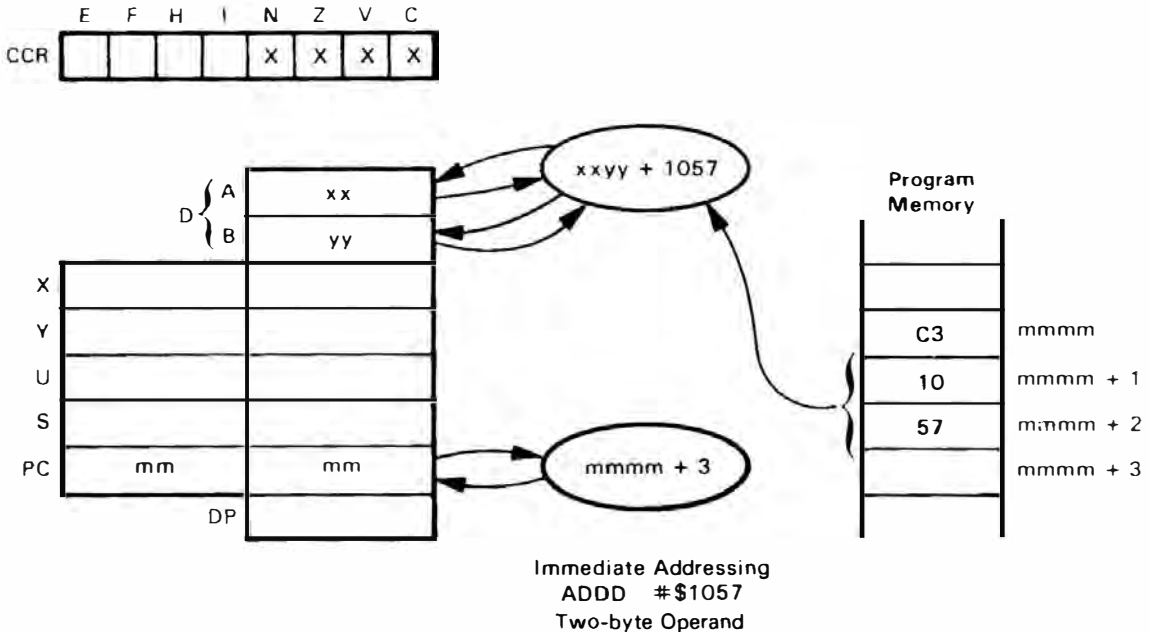 E F H I N Z V C
CCR X X X X
A xx
D
B yy
xxyy + 1057
Program
Memory
X
Y
C3 mmmm
U
10 mmmm + 1
S
57 mmmm + 2
PC mm mm
mmmm + 3
mmmm + 3
DP
Immediate Addressing
ADDD #$1057
Two-byte Operand